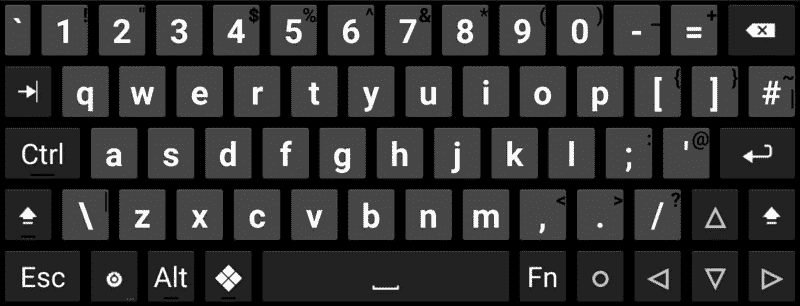 ` 1 ! 2 " 3 4 $ 5 % 6 ^ 7 & 8 * 9 ( 0 ) - _ = +
q w e r t y u i o p [ { ] } # ~ |
Ctrl a s d f g h j k l ; : ' @
\ | z x c v b n m , < . > / ?
Esc Alt Fn